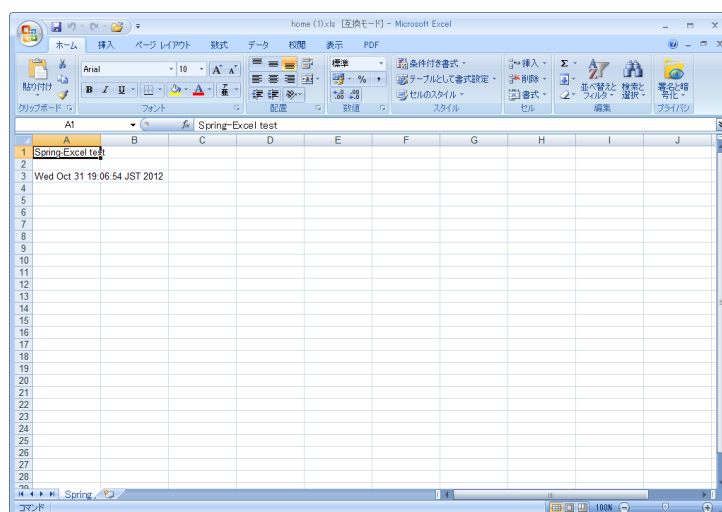 home (1).xls [互換モード] - Microsoft Excel
ホーム 挿入 ページ レイアウト 数式 データ 校閲 表示 PDF
貼り付け
クリップボード
Arial 10 A A
B I U A
フォント
配置
標準
% ,
数値
条件付き書式
テーブルとして書式設定
セルのスタイル
スタイル
挿入
削除
書式
セル
Σ
並べ替えと フィルタ
検索と 選択
編集
署名と暗号化
プライバシ
A1 fx Spring-Excel test
A B C D E F G H I J
1 Spring-Excel test
2
3 Wed Oct 31 19:06:54 JST 2012
4
5
6
7
8
9
10
11
12
13
14
15
16
17
18
19
20
21
22
23
24
25
26
27
28
29
Spring
コマンド 100%